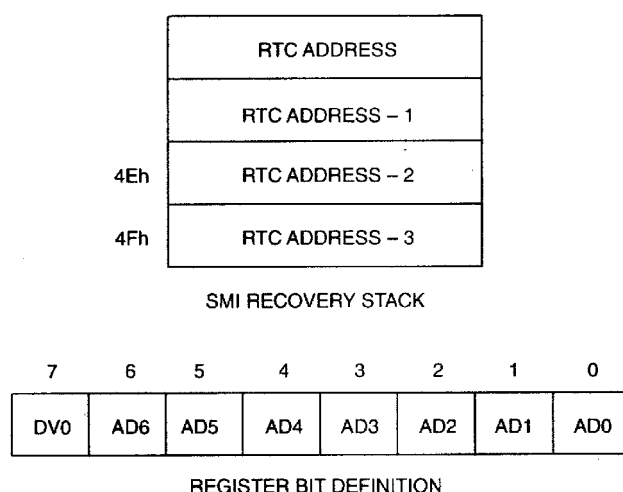 RTC ADDRESS
RTC ADDRESS – 1
4Eh RTC ADDRESS – 2
4Fh RTC ADDRESS – 3
SMI RECOVERY STACK
7 6 5 4 3 2 1 0
DV0 AD6 AD5 AD4 AD3 AD2 AD1 AD0
REGISTER BIT DEFINITION